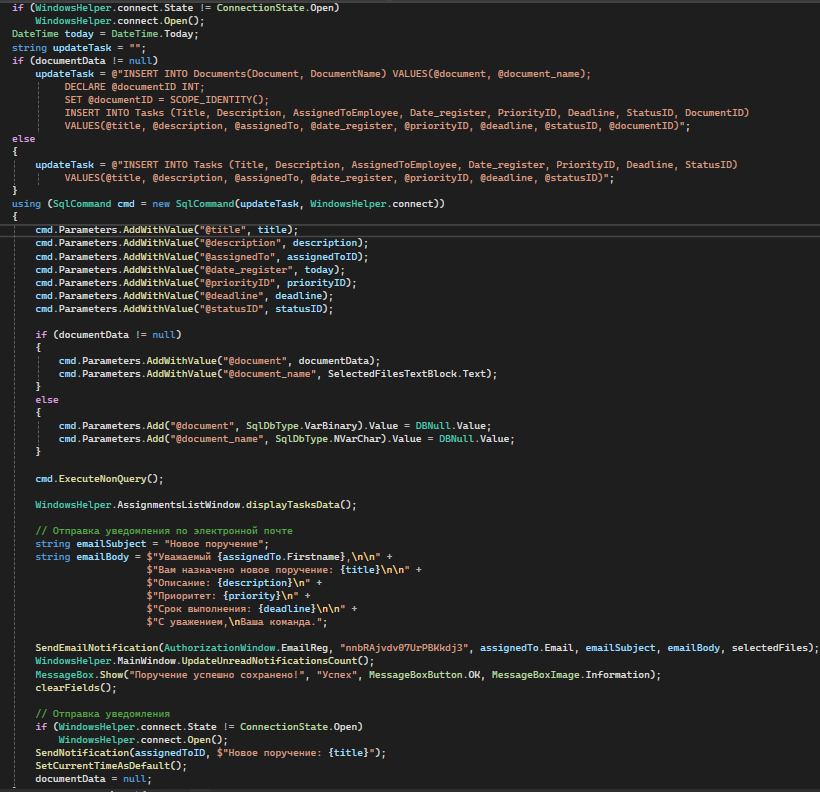 if (WindowsHelper.connect.State != ConnectionState.Open)
WindowsHelper.connect.Open();
DateTime today = DateTime.Today;
string updateTask = "";
if (documentData != null)
updateTask = @"INSERT INTO Documents(Document, DocumentName) VALUES(@document, @document_name);
DECLARE @documentID INT;
SET @documentID = SCOPE_IDENTITY();
INSERT INTO Tasks (Title, Description, AssignedToEmployee, Date_register, PriorityID, Deadline, StatusID, DocumentID)
VALUES(@title, @description, @assignedTo, @date_register, @priorityID, @deadline, @statusID, @documentID)";
else
{
updateTask = @"INSERT INTO Tasks (Title, Description, AssignedToEmployee, Date_register, PriorityID, Deadline, StatusID)
VALUES(@title, @description, @assignedTo, @date_register, @priorityID, @deadline, @statusID)";
}
using (SqlCommand cmd = new SqlCommand(updateTask, WindowsHelper.connect))
{
cmd.Parameters.AddWithValue("@title", title);
cmd.Parameters.AddWithValue("@description", description);
cmd.Parameters.AddWithValue("@assignedTo", assignedToID);
cmd.Parameters.AddWithValue("@date_register", today);
cmd.Parameters.AddWithValue("@priorityID", priorityID);
cmd.Parameters.AddWithValue("@deadline", deadline);
cmd.Parameters.AddWithValue("@statusID", statusID);
if (documentData != null)
{
cmd.Parameters.AddWithValue("@document", documentData);
cmd.Parameters.AddWithValue("@document_name", SelectedFilesTextBlock.Text);
}
else
{
cmd.Parameters.Add("@document", SqlDbType.VarBinary).Value = DBNull.Value;
cmd.Parameters.Add("@document_name", SqlDbType.NVarChar).Value = DBNull.Value;
}
cmd.ExecuteNonQuery();
WindowsHelper.AssignmentsListWindow.displayTasksData();
// Отправка уведомления по электронной почте
string emailSubject = "Новое поручение";
string emailBody = $"Уважаемый {assignedTo.Firstname},\n\n" +
$"Вам назначено новое поручение: {title}\n\n" +
$"Описание: {description}\n" +
$"Приоритет: {priority}\n" +
$"Срок выполнения: {deadline}\n\n" +
$"С уважением,\nВаша команда.";
SendEmailNotification(AuthorizationWindow.EmailReg, "nnbRAjvdv07UrPBKkdj3", assignedTo.Email, emailSubject, emailBody, selectedFiles);
WindowsHelper.MainWindow.UpdateUnreadNotificationsCount();
MessageBox.Show("Поручение успешно сохранено!", "Успех", MessageBoxButton.OK, MessageBoxImage.Information);
clearFields();
// Отправка уведомления
if (WindowsHelper.connect.State != ConnectionState.Open)
WindowsHelper.connect.Open();
SendNotification(assignedToID, $"Новое поручение: {title}");
SetCurrentTimeAsDefault();
documentData = null;